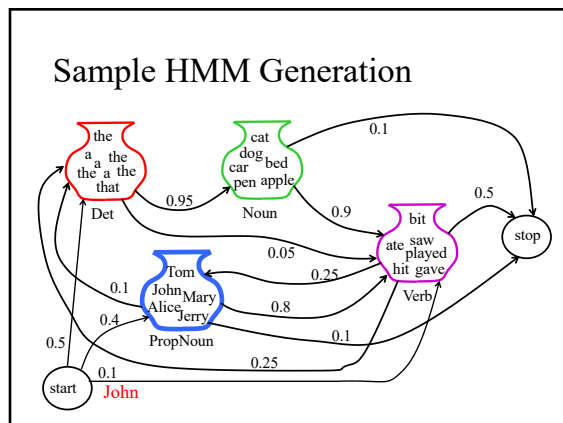 Sample HMM Generation
the
a a the
the a the
that
Det
cat
dog
car bed
pen apple
Noun
0.1
0.95
0.9
0.5
bit
ate saw
played
hit gave
Verb
stop
0.05
0.25
Tom
John Mary
Alice
Jerry
PropNoun
0.1
0.8
0.1
0.4
0.5
0.25
0.1
start
John